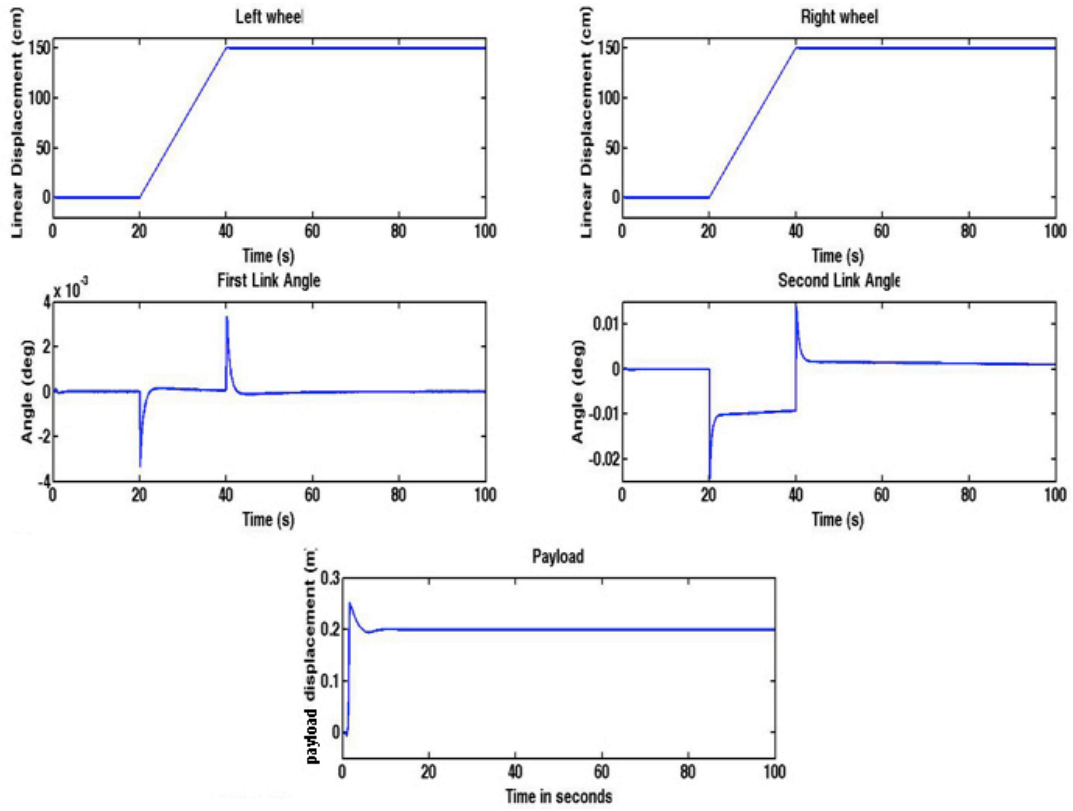 Left wheel
Linear Displacement (cm)
150
100
50
0
0 20 40 60 80 100
Time (s)
Right wheel
Linear Displacement (cm)
150
100
50
0
0 20 40 60 80 100
Time (s)
First Link Angle
x 10⁻³
Angle (deg)
4
2
0
-2
-4
0 20 40 60 80 100
Time (s)
Second Link Angle
Angle (deg)
0.01
0
-0.01
-0.02
0 20 40 60 80 100
Time (s)
Payload
payload displacement (m)
0.3
0.2
0.1
0
0 20 40 60 80 100
Time in seconds